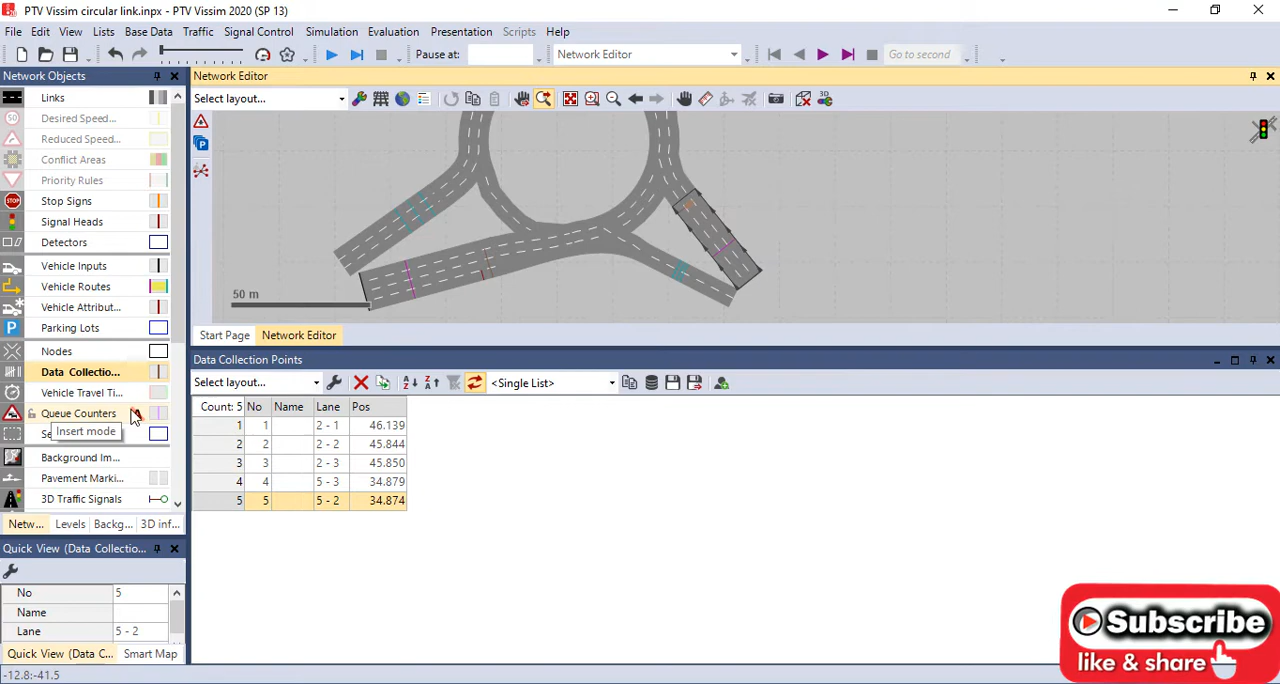 PTV Vissim circular link.inpx - PTV Vissim 2020 (SP 13)
File Edit View Lists Base Data Traffic Signal Control Simulation Evaluation Presentation Scripts Help
Pause at: Network Editor Go to second
Network Objects
Links
Desired Speed...
50
Reduced Speed...
Conflict Areas
Priority Rules
STOP Stop Signs
Signal Heads
Detectors
Vehicle Inputs
Vehicle Routes
Vehicle Attribut...
P Parking Lots
Nodes
Data Collectio...
Vehicle Travel Ti...
Queue Counters
Se
Insert mode
Background Im...
Pavement Marki...
3D Traffic Signals
Netw... Levels Backg... 3D inf...
Quick View (Data Collectio...
No 5
Name
Lane 5 - 2
Quick View (Data C... Smart Map
-12.8:-41.5
Network Editor
Select layout...
3D
P
50 m
Start Page Network Editor
Data Collection Points
Select layout... <Single List>
Count: 5 No Name Lane Pos
1 1 2 - 1 46.139
2 2 2 - 2 45.844
3 3 2 - 3 45.850
4 4 5 - 3 34.879
5 5 5 - 2 34.874
Subscribe
like & share